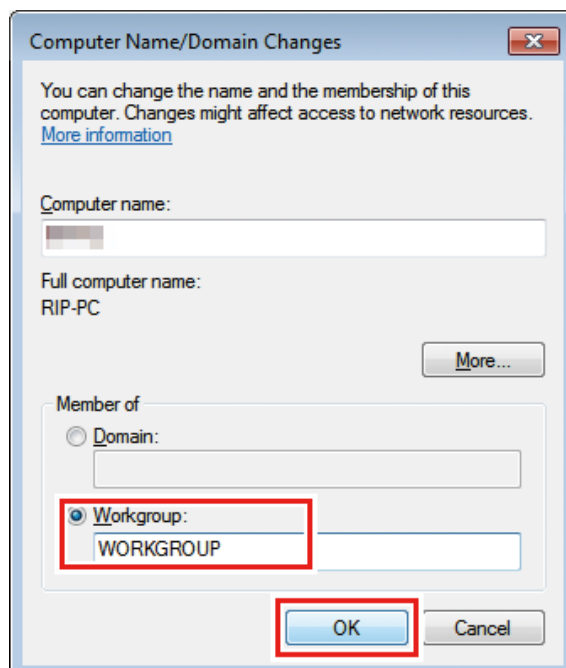 Computer Name/Domain Changes
You can change the name and the membership of this
computer. Changes might affect access to network resources.
More information
Computer name:
Full computer name:
RIP-PC
More...
Member of
Domain:
Workgroup:
WORKGROUP
OK Cancel